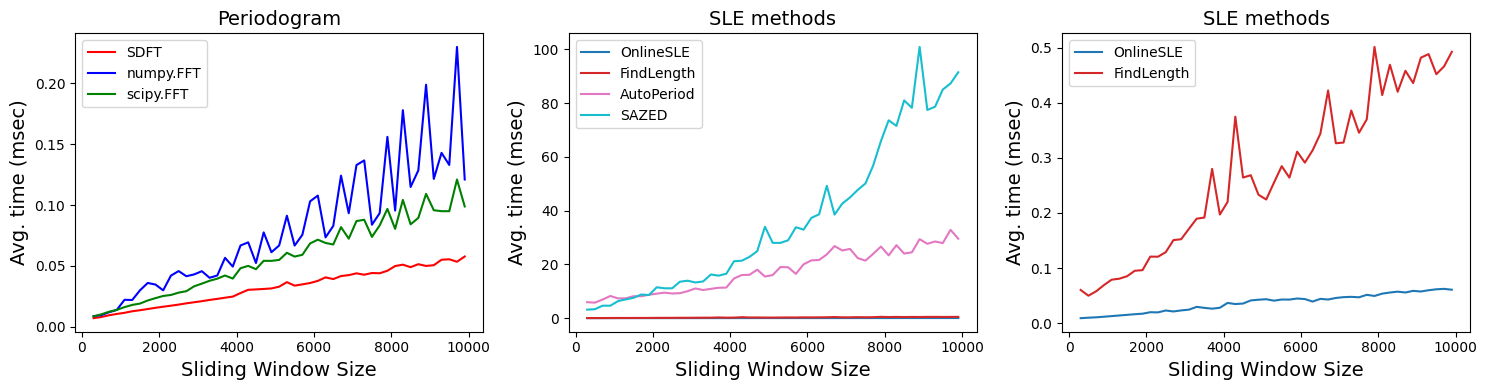 Periodogram
SDFT
numpy.FFT
scipy.FFT
Avg. time (msec)
0.20
0.15
0.10
0.05
0.00
0 2000 4000 6000 8000 10000
Sliding Window Size
SLE methods
OnlineSLE
FindLength
AutoPeriod
SAZED
Avg. time (msec)
100
80
60
40
20
0
0 2000 4000 6000 8000 10000
Sliding Window Size
SLE methods
OnlineSLE
FindLength
Avg. time (msec)
0.5
0.4
0.3
0.2
0.1
0.0
0 2000 4000 6000 8000 10000
Sliding Window Size